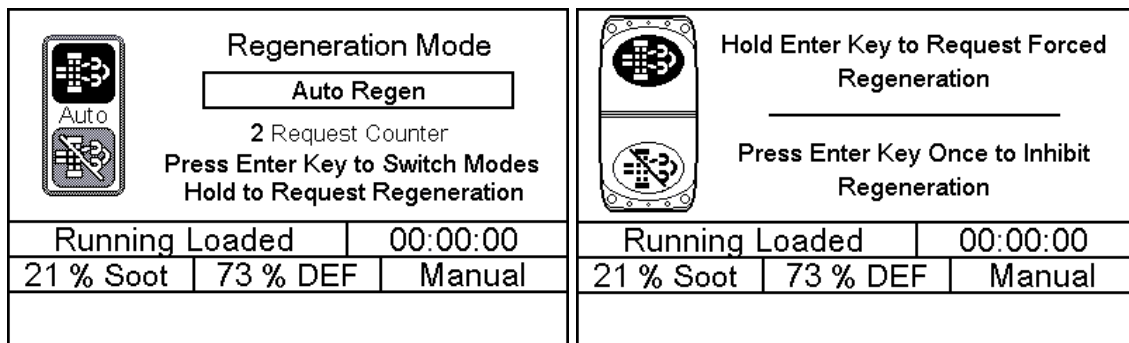 Regeneration Mode
Auto Regen
Auto
2 Request Counter
Press Enter Key to Switch Modes
Hold to Request Regeneration
Running Loaded 00:00:00
21 % Soot 73 % DEF Manual
Hold Enter Key to Request Forced
Regeneration
Press Enter Key Once to Inhibit
Regeneration
Running Loaded 00:00:00
21 % Soot 73 % DEF Manual